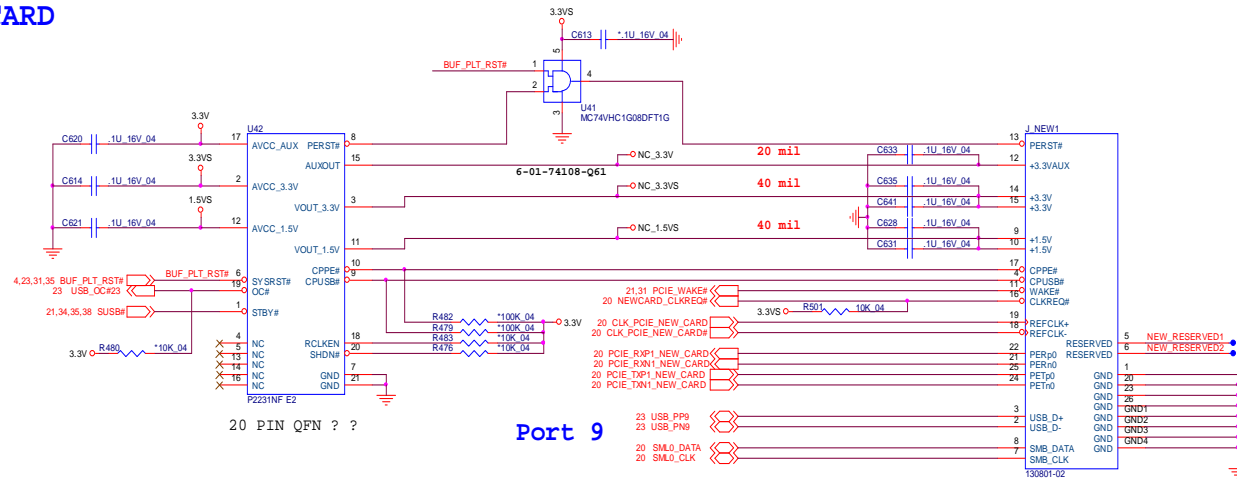 CARD
3.3VS
C613 *.1U_16V_04
5
BUF_PLT_RST# 1
4
2
3
U41
MC74VHC1G08DFT1G
3.3V
C620 .1U_16V_04
3.3VS
C614 .1U_16V_04
1.5VS
C621 .1U_16V_04
U42
17 AVCC_AUX PERST# 8
AUXOUT 15
2 AVCC_3.3V
VOUT_3.3V 3
12 AVCC_1.5V
VOUT_1.5V 11
CPPE# 10
CPUSB# 9
4,23,31,35 BUF_PLT_RST# BUF_PLT_RST# 6 SYSRST#
23 USB_OC#23 19 OC#
21,34,35,38 SUSB# 1 STBY#
3.3V R480 *10K_04
4 NC
5 NC
13 NC
14 NC
16 NC
RCLKEN 18
SHDN# 20
GND 7
GND 21
P2231NF E2
20 PIN QFN ? ?
R482 *100K_04
R479 *100K_04
R483 *10K_04
R476 *10K_04
3.3V
NC_3.3V 20 mil
6-01-74108-Q61
NC_3.3VS 40 mil
NC_1.5VS 40 mil
C633 .1U_16V_04
C635 .1U_16V_04
C641 .1U_16V_04
C628 .1U_16V_04
C631 .1U_16V_04
21,31 PCIE_WAKE#
20 NEWCARD_CLKREQ#
3.3VS R501 10K_04
20 CLK_PCIE_NEW_CARD
20 CLK_PCIE_NEW_CARD#
20 PCIE_RXP1_NEW_CARD
20 PCIE_RXN1_NEW_CARD
20 PCIE_TXP1_NEW_CARD
20 PCIE_TXN1_NEW_CARD
Port 9
23 USB_PP9
23 USB_PN9
20 SML0_DATA
20 SML0_CLK
J_NEW1
13 PERST#
12 +3.3VAUX
14 +3.3V
15 +3.3V
9 +1.5V
10 +1.5V
17 CPPE#
4 CPUSB#
11 WAKE#
16 CLKREQ#
19 REFCLK+
18 REFCLK-
22 PERp0
21 PERn0
25 PETp0
24 PETn0
3 USB_D+
2 USB_D-
8 SMB_DATA
7 SMB_CLK
RESERVED 5 NEW_RESERVED1
RESERVED 6 NEW_RESERVED2
GND 1
GND 20
GND 23
GND 26
GND GND1
GND GND2
GND GND3
GND GND4
130801-02